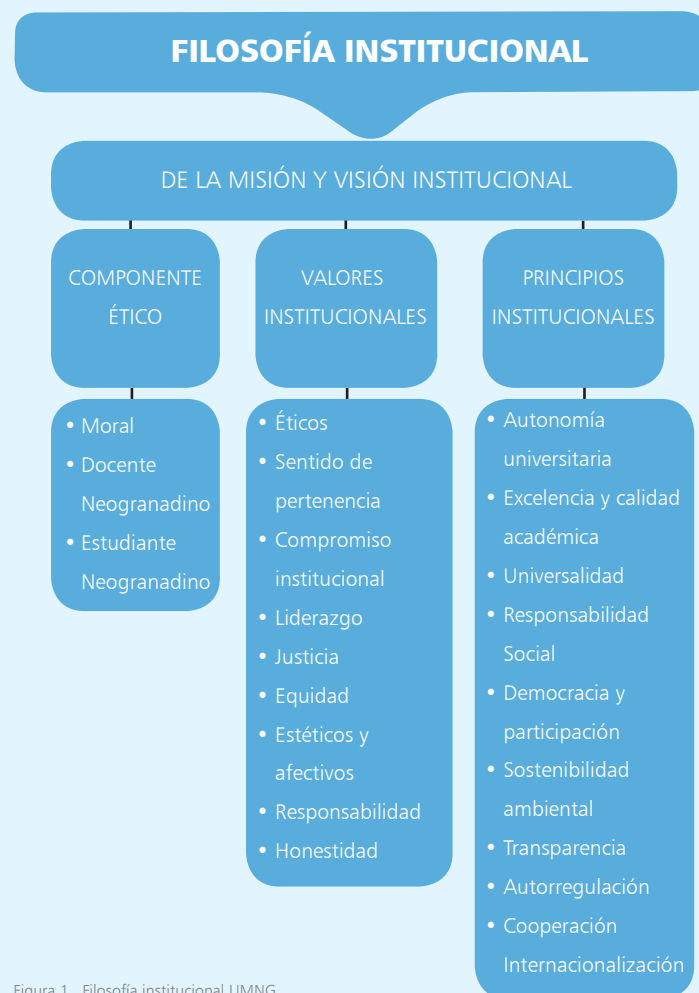 FILOSOFÍA INSTITUCIONAL
DE LA MISIÓN Y VISIÓN INSTITUCIONAL
COMPONENTE
ÉTICO
• Moral
• Docente
Neogranadino
• Estudiante
Neogranadino
VALORES
INSTITUCIONALES
• Éticos
• Sentido de
pertenencia
• Compromiso
institucional
• Liderazgo
• Justicia
• Equidad
• Estéticos y
afectivos
• Responsabilidad
• Honestidad
PRINCIPIOS
INSTITUCIONALES
• Autonomía
universitaria
• Excelencia y calidad
académica
• Universalidad
• Responsabilidad
Social
• Democracia y
participación
• Sostenibilidad
ambiental
• Transparencia
• Autorregulación
• Cooperación
Internacionalización
Figura 1. Filosofía institucional UMNG